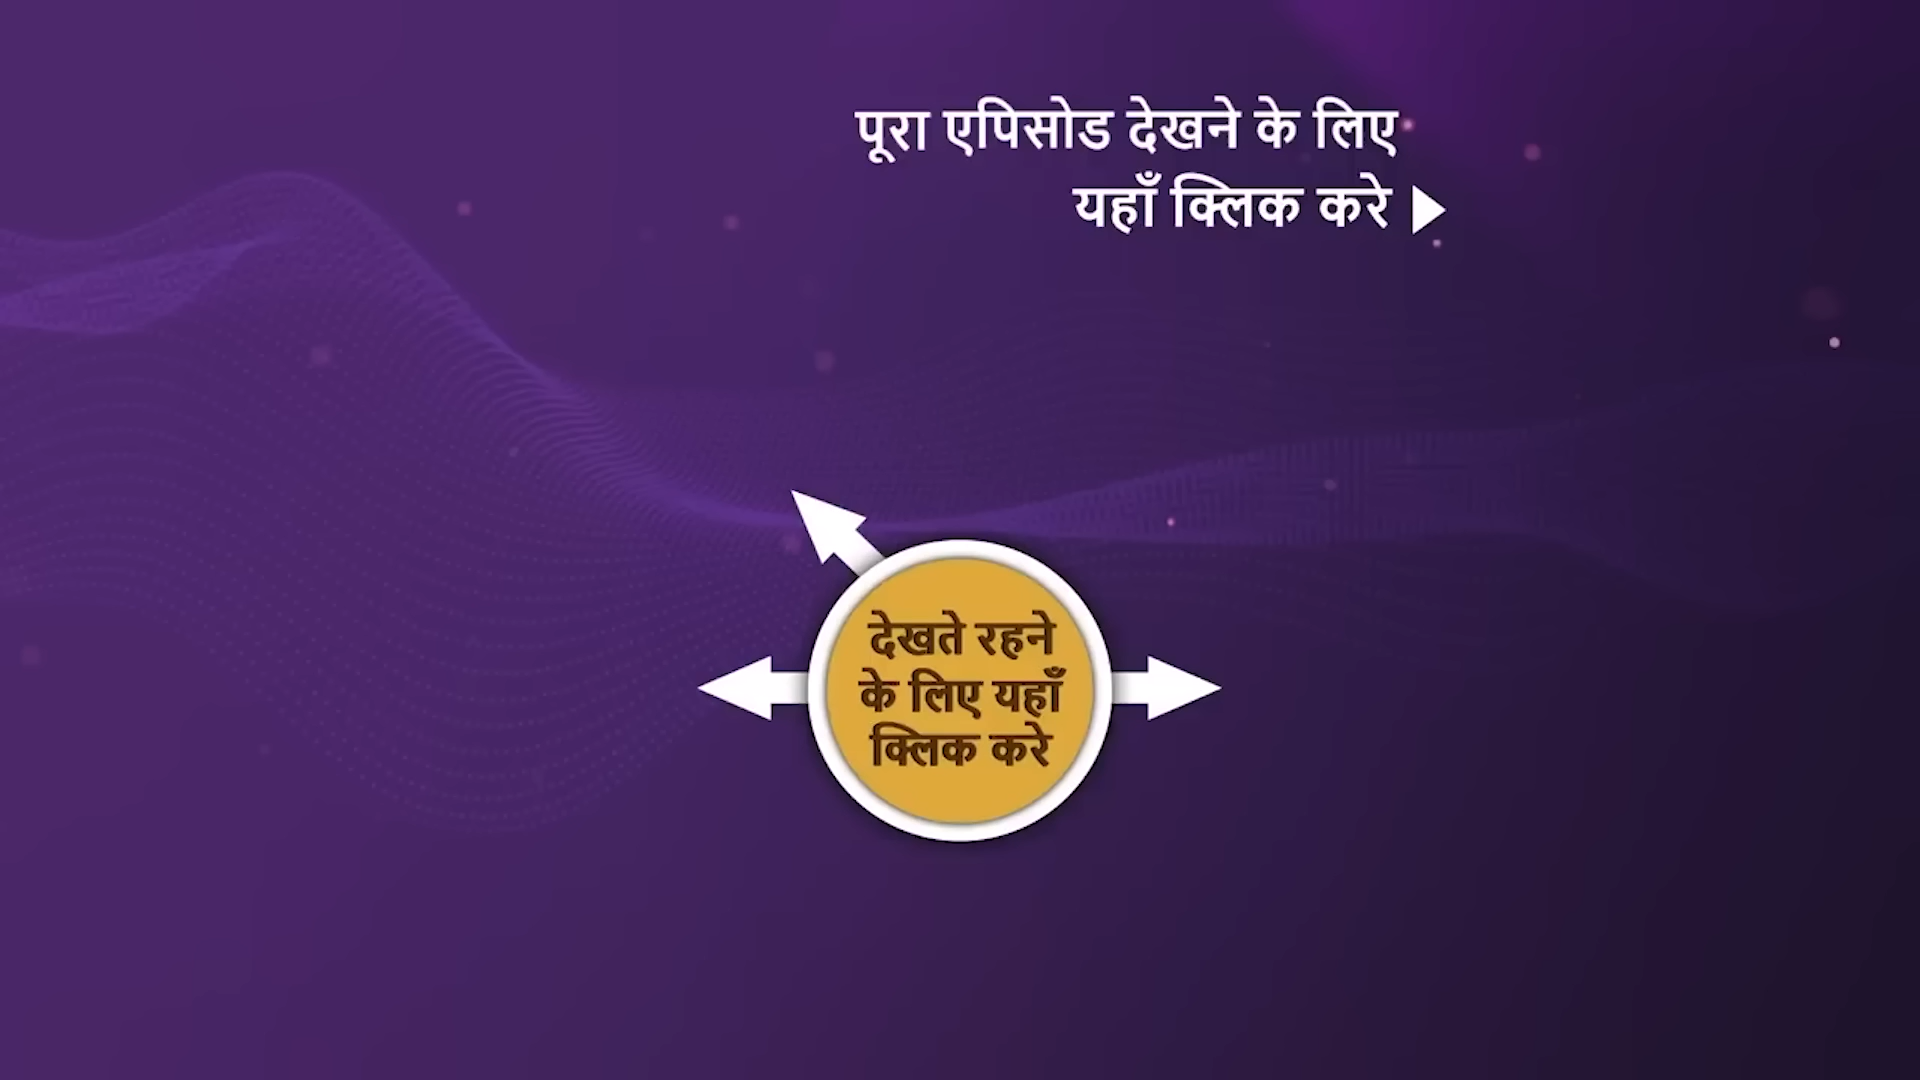 पूरा एपिसोड देखने के लिए
यहाँ क्लिक करे
देखते रहने
के लिए यहाँ
क्लिक करे